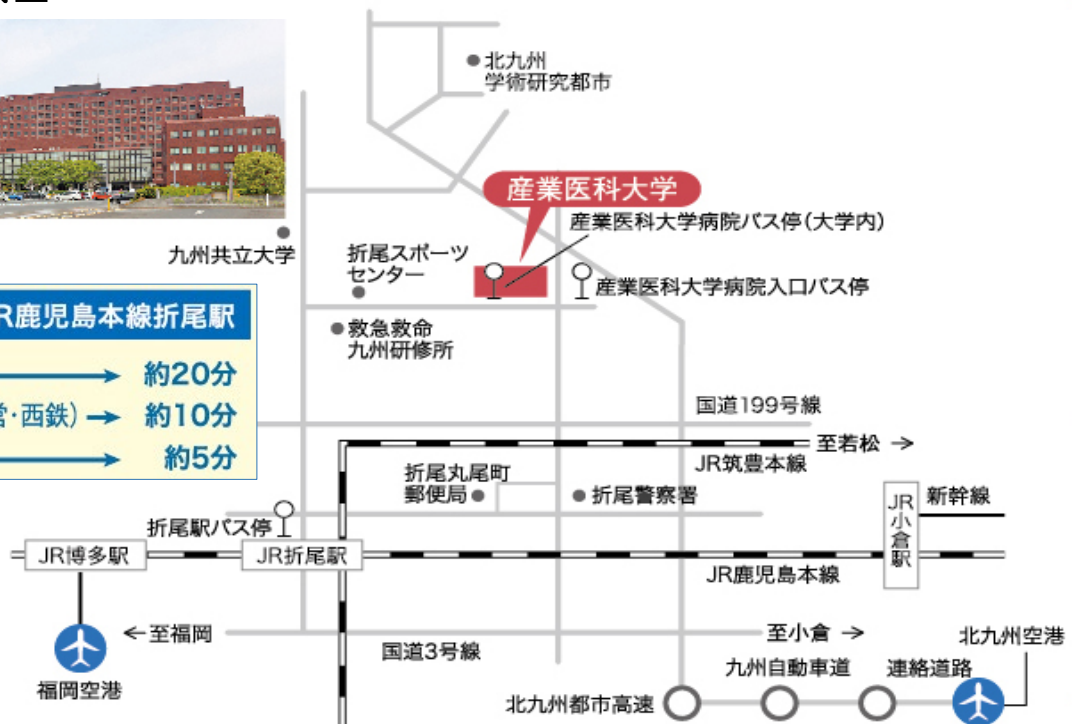 北九州
学術研究都市
産業医科大学
産業医科大学病院バス停(大学内)
九州共立大学
折尾スポーツ
センター
産業医科大学病院入口バス停
R鹿児島本線折尾駅
救急救命
九州研修所
約20分
営・西鉄) 約10分
約5分
国道199号線
至若松 →
JR筑豊本線
折尾丸尾町
郵便局
折尾警察署
JR小倉駅
新幹線
折尾駅バス停
JR博多駅
JR折尾駅
JR鹿児島本線
←至福岡
国道3号線
至小倉 →
北九州空港
九州自動車道
連絡道路
福岡空港
北九州都市高速